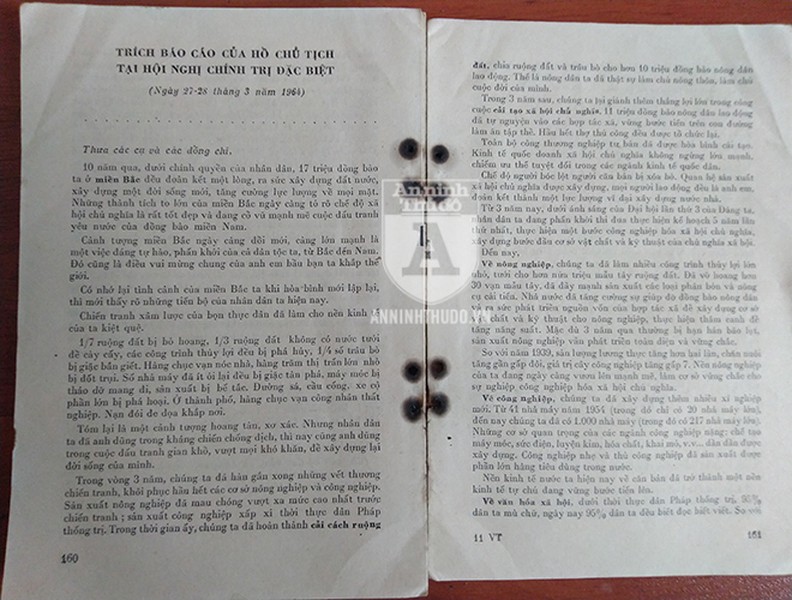 TRÍCH BÁO CÁO CỦA HỒ CHỦ TỊCH
TẠI HỘI NGHỊ CHÍNH TRỊ ĐẶC BIỆT
(Ngày 27-28 tháng 3 năm 1964)
Thưa các cụ và các đồng chí.
10 năm qua, dưới chính quyền của nhân dân, 17 triệu đồng bào
ta ở miền Bắc đều đoàn kết một lòng, ra sức xây dựng đất nước,
xây dựng một đời sống mới, tăng cường lực lượng về mọi mặt.
Những thành tích to lớn của miền Bắc ngày càng tỏ rõ chế độ xã
hội chủ nghĩa là rất tốt đẹp và đang cổ vũ mạnh mẽ cuộc đấu tranh
yêu nước của đồng bào miền Nam.
Cảnh tượng miền Bắc ngày càng đổi mới, càng lớn mạnh là
một việc đáng tự hào, phấn khởi của cả dân tộc ta, từ Bắc đến Nam.
Đó cũng là điều vui mừng chung của anh em bầu bạn ta khắp thế
giới.
Có nhớ lại tình cảnh của miền Bắc ta khi hòa bình mới lập lại,
thì mới thấy rõ những tiến bộ của nhân dân ta hiện nay.
Chiến tranh xâm lược của bọn thực dân đã làm cho nền kinh tế
của ta kiệt quệ.
1/7 ruộng đất bị bỏ hoang, 1/3 ruộng đất không có nước tưới
để cày cấy, các công trình thủy lợi đều bị phá hủy, 1/4 số trâu bò
bị giặc bắn giết. Hàng chục vạn nóc nhà, hàng trăm thị trấn lớn nhỏ
bị đốt trụi. Số nhà máy đã ít ỏi lại đều bị giặc tàn phá, máy móc bị
tháo dỡ mang đi, sản xuất bị bế tắc. Đường sá, cầu cống, xe cộ
phần lớn bị phá hoại. Ở thành phố, hàng chục vạn công nhân thất
nghiệp. Nạn đói đe dọa khắp nơi.
Tóm lại là một cảnh tượng hoang tàn, xơ xác. Nhưng nhân dân
ta đã anh dũng trong kháng chiến chống địch, thì nay cũng anh dũng
trong cuộc đấu tranh gian khổ, vượt mọi khó khăn, để xây dựng lại
đời sống của mình.
Trong vòng 3 năm, chúng ta đã hàn gắn xong những vết thương
chiến tranh, khôi phục hầu hết các cơ sở nông nghiệp và công nghiệp.
Sản xuất nông nghiệp đã mau chóng vượt xa mức cao nhất trước
chiến tranh ; sản xuất công nghiệp xấp xỉ thời thực dân Pháp
thống trị. Trong thời gian ấy, chúng ta đã hoàn thành cải cách ruộng
160
đất, chia ruộng đất và trâu bò cho hơn 10 triệu đồng bào nông dân
lao động. Thế là nông dân ta đã thật sự làm chủ nông thôn, làm chủ
cuộc đời của mình.
Trong 3 năm sau, chúng ta lại giành thêm thắng lợi lớn trong công
cuộc cải tạo xã hội chủ nghĩa. 11 triệu đồng bào nông dân lao động
đã tự nguyện vào các hợp tác xã, vững bước tiến trên con đường
làm ăn tập thể. Hầu hết thợ thủ công đều được tổ chức lại.
Toàn bộ công thương nghiệp tư bản đã được hòa bình cải tạo.
Kinh tế quốc doanh xã hội chủ nghĩa không ngừng lớn mạnh,
chiếm ưu thế tuyệt đối trong các ngành kinh tế quốc dân.
Chế độ người bóc lột người căn bản bị xóa bỏ. Quan hệ sản xuất
xã hội chủ nghĩa được xây dựng, mọi người lao động đều là anh em,
đoàn kết thành một lực lượng vĩ đại xây dựng nước nhà.
Từ 3 năm nay, dưới ánh sáng của Đại hội lần thứ 3 của Đảng ta,
nhân dân ta đang phấn khởi thi đua thực hiện kế hoạch 5 năm lần
thứ nhất, thực hiện một bước công nghiệp hóa xã hội chủ nghĩa,
xây dựng bước đầu cơ sở vật chất và kỹ thuật của chủ nghĩa xã hội.
Đến nay,
Về nông nghiệp, chúng ta đã làm nhiều công trình thủy lợi lớn
nhỏ, tưới cho hơn nửa triệu mẫu tây ruộng đất. Đã vỡ hoang hơn
30 vạn mẫu tây, đã đẩy mạnh sản xuất các loại phân bón và nông
cụ cải tiến. Nhà nước đã tăng cường sự giúp đỡ đồng bào nông dân
và ra sức phát triển nguồn vốn của hợp tác xã để xây dựng cơ
sở vật chất và kỹ thuật cho nông nghiệp, thực hiện thâm canh để
tăng năng suất. Mặc dù 3 năm qua thường bị hạn hán bão lụt,
sản xuất nông nghiệp vẫn phát triển toàn diện và vững chắc.
So với năm 1939, sản lượng lương thực tăng hơn hai lần, chăn nuôi
tăng gần gấp đôi, giá trị cây công nghiệp tăng gấp 7. Nền nông nghiệp
của ta đang ngày càng vươn lên mạnh mẽ, làm cơ sở vững chắc cho
sự nghiệp công nghiệp hóa xã hội chủ nghĩa.
Về công nghiệp, chúng ta đã xây dựng thêm nhiều xí nghiệp
mới. Từ 41 nhà máy năm 1954 (trong đó chỉ có 20 nhà máy lớn),
đến nay chúng ta đã có 1.000 nhà máy (trong đó có 217 nhà máy lớn).
Những cơ sở quan trọng của các ngành công nghiệp nặng: chế tạo
máy móc, sức điện, luyện kim, hóa chất, khai mỏ, v.v... dần dần được
xây dựng. Công nghiệp nhẹ và thủ công nghiệp đã sản xuất được
phần lớn hàng tiêu dùng trong nước.
Nền kinh tế nước ta hiện nay về căn bản đã trở thành một nền
kinh tế tự chủ đang vững bước tiến lên.
Về văn hóa xã hội, dưới thời thực dân Pháp thống trị, 95%
dân ta mù chữ, ngày nay 95% dân ta đều biết đọc biết viết. So với
11 VT
161
An ninh
Thủ đô
A
ANNINHTHUDO.VN